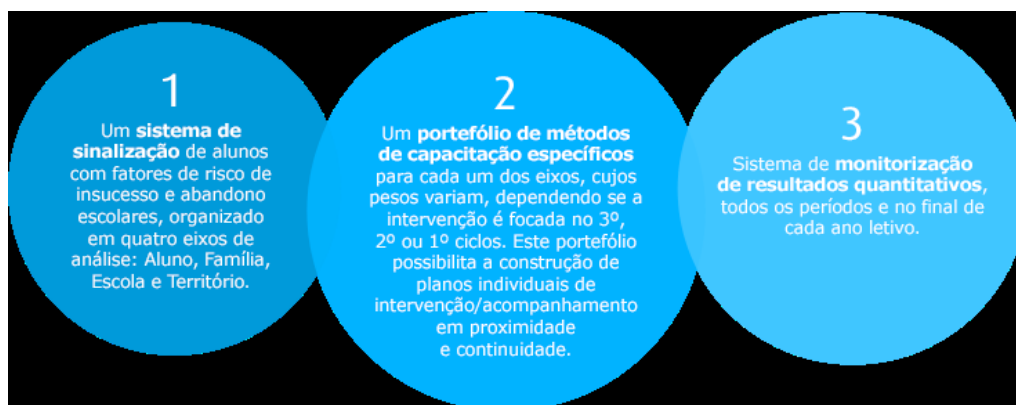 1
Um sistema de
sinalização de alunos
com fatores de risco de
insucesso e abandono
escolares, organizado
em quatro eixos de
análise: Aluno, Família,
Escola e Território.
2
Um portefólio de métodos
de capacitação específicos
para cada um dos eixos, cujos
pesos variam, dependendo se a
intervenção é focada no 3º,
2º ou 1º ciclos. Este portefólio
possibilita a construção de
planos individuais de
intervenção/acompanhamento
em proximidade
e continuidade.
3
Sistema de monitorização
de resultados quantitativos,
todos os períodos e no final de
cada ano letivo.